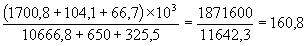 (1700,8 + 104,1 + 66,7) × 10³ / 10666,8 + 650 + 325,5 = 1871600 / 11642,3 = 160,8